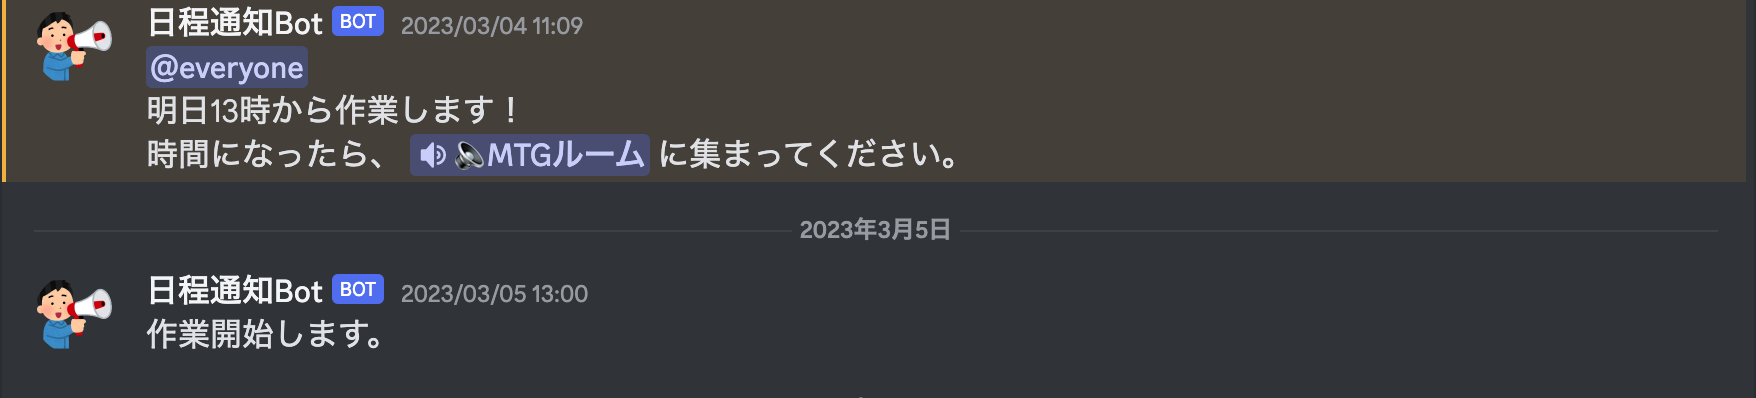 日程通知Bot BOT 2023/03/04 11:09
@everyone
明日13時から作業します！
時間になったら、 🔊🔈MTGルーム に集まってください。
2023年3月5日
日程通知Bot BOT 2023/03/05 13:00
作業開始します。